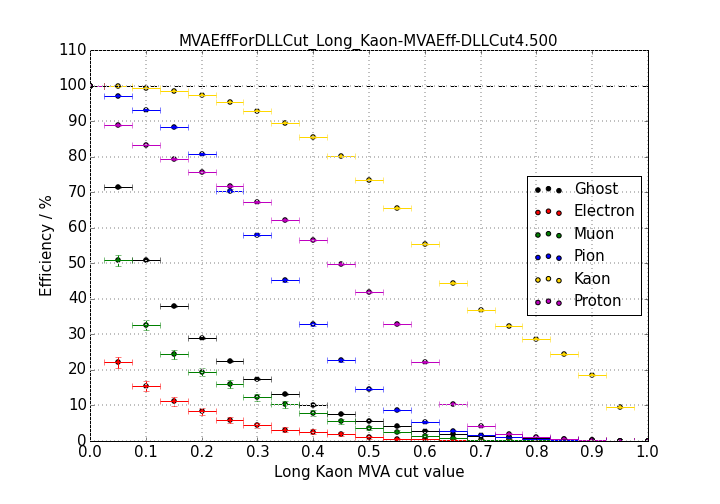 MVAEffForDLLCut_Long_Kaon-MVAEff-DLLCut4.500
110
100
90
80
70
60
50
40
30
20
10
0
Efficiency / %
Ghost
Electron
Muon
Pion
Kaon
Proton
0.0 0.1 0.2 0.3 0.4 0.5 0.6 0.7 0.8 0.9 1.0
Long Kaon MVA cut value